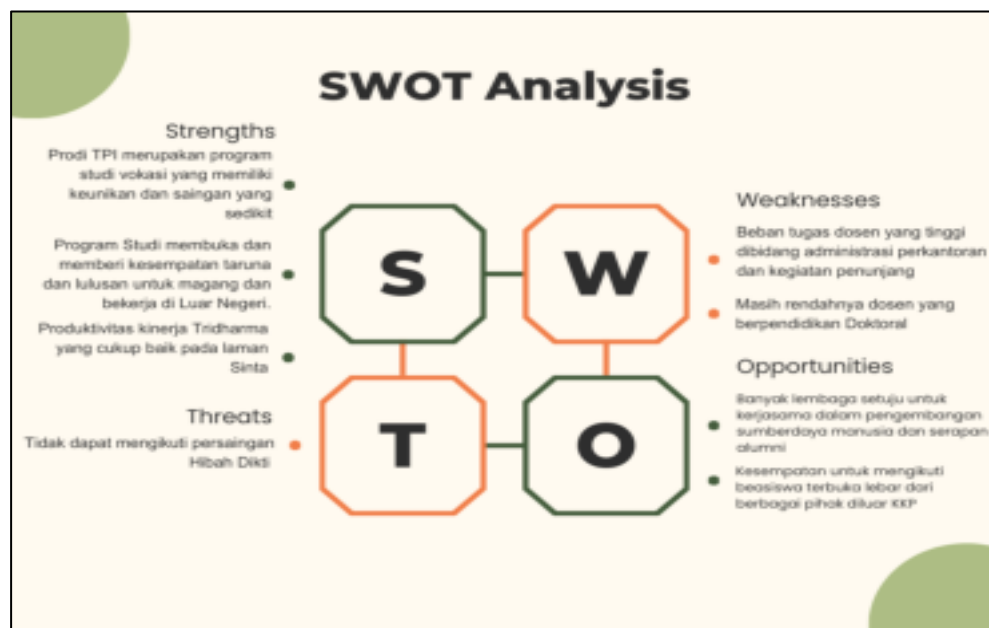 SWOT Analysis
Strengths
Prodi TPI merupakan program
studi vokasi yang memiliki
keunikan dan saingan yang
sedikit
Program Studi membuka dan
memberi kesempatan taruna
dan lulusan untuk magang dan
bekerja di Luar Negeri.
Produktivitas kinerja Tridharma
yang cukup baik pada laman
Sinta
Threats
Tidak dapat mengikuti persaingan
Hibah Dikti
S
W
T
O
Weaknesses
Beban tugas dosen yang tinggi
dibidang administrasi perkantoran
dan kegiatan penunjang
Masih rendahnya dosen yang
berpendidikan Doktoral
Opportunities
Banyak lembaga setuju untuk
kerjasama dalam pengembangan
sumberdaya manusia dan serapan
alumni
Kesempatan untuk mengikuti
beasiswa terbuka lebar dari
berbagai pihak diluar KKP